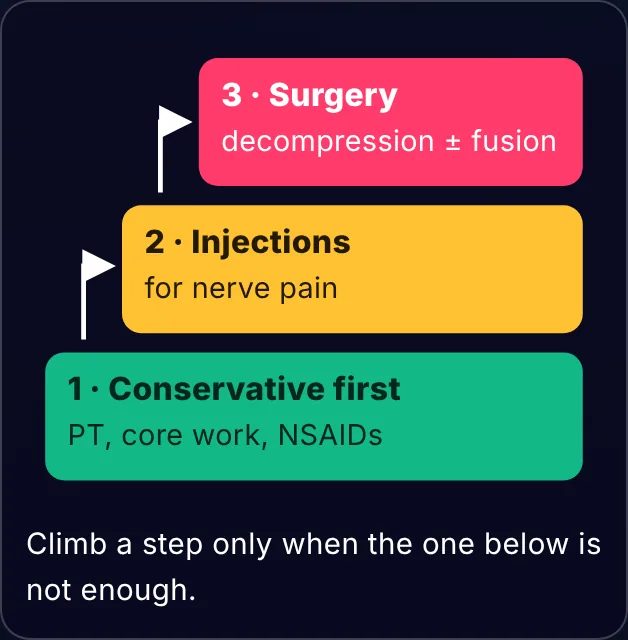 3 · Surgery
decompression ± fusion
2 · Injections
for nerve pain
1 · Conservative first
PT, core work, NSAIDs
Climb a step only when the one below is
not enough.